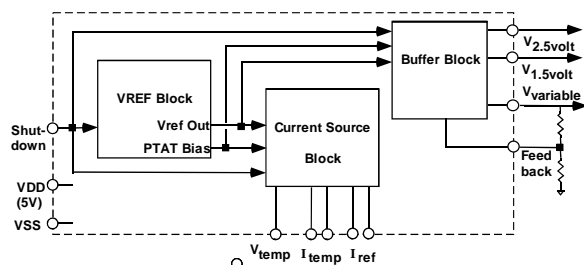 VREF Block
Vref Out
PTAT Bias
Current Source
Block
Buffer Block
V2.5volt
V1.5volt
Vvariable
Feed
back
Shut-
down
VDD
(5V)
VSS
Vtemp
Itemp
Iref